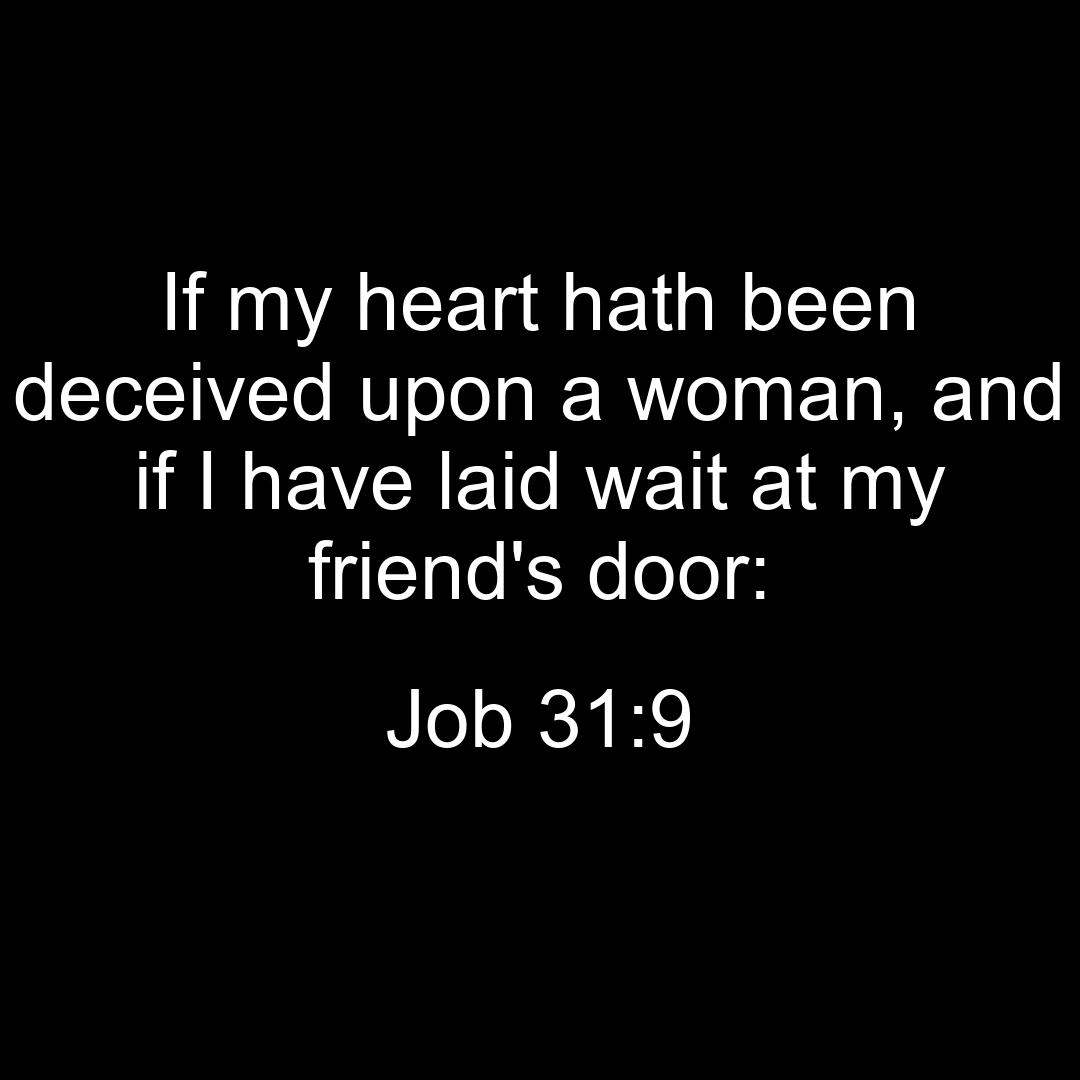 If my heart hath been
deceived upon a woman, and
if I have laid wait at my
friend's door:
Job 31:9